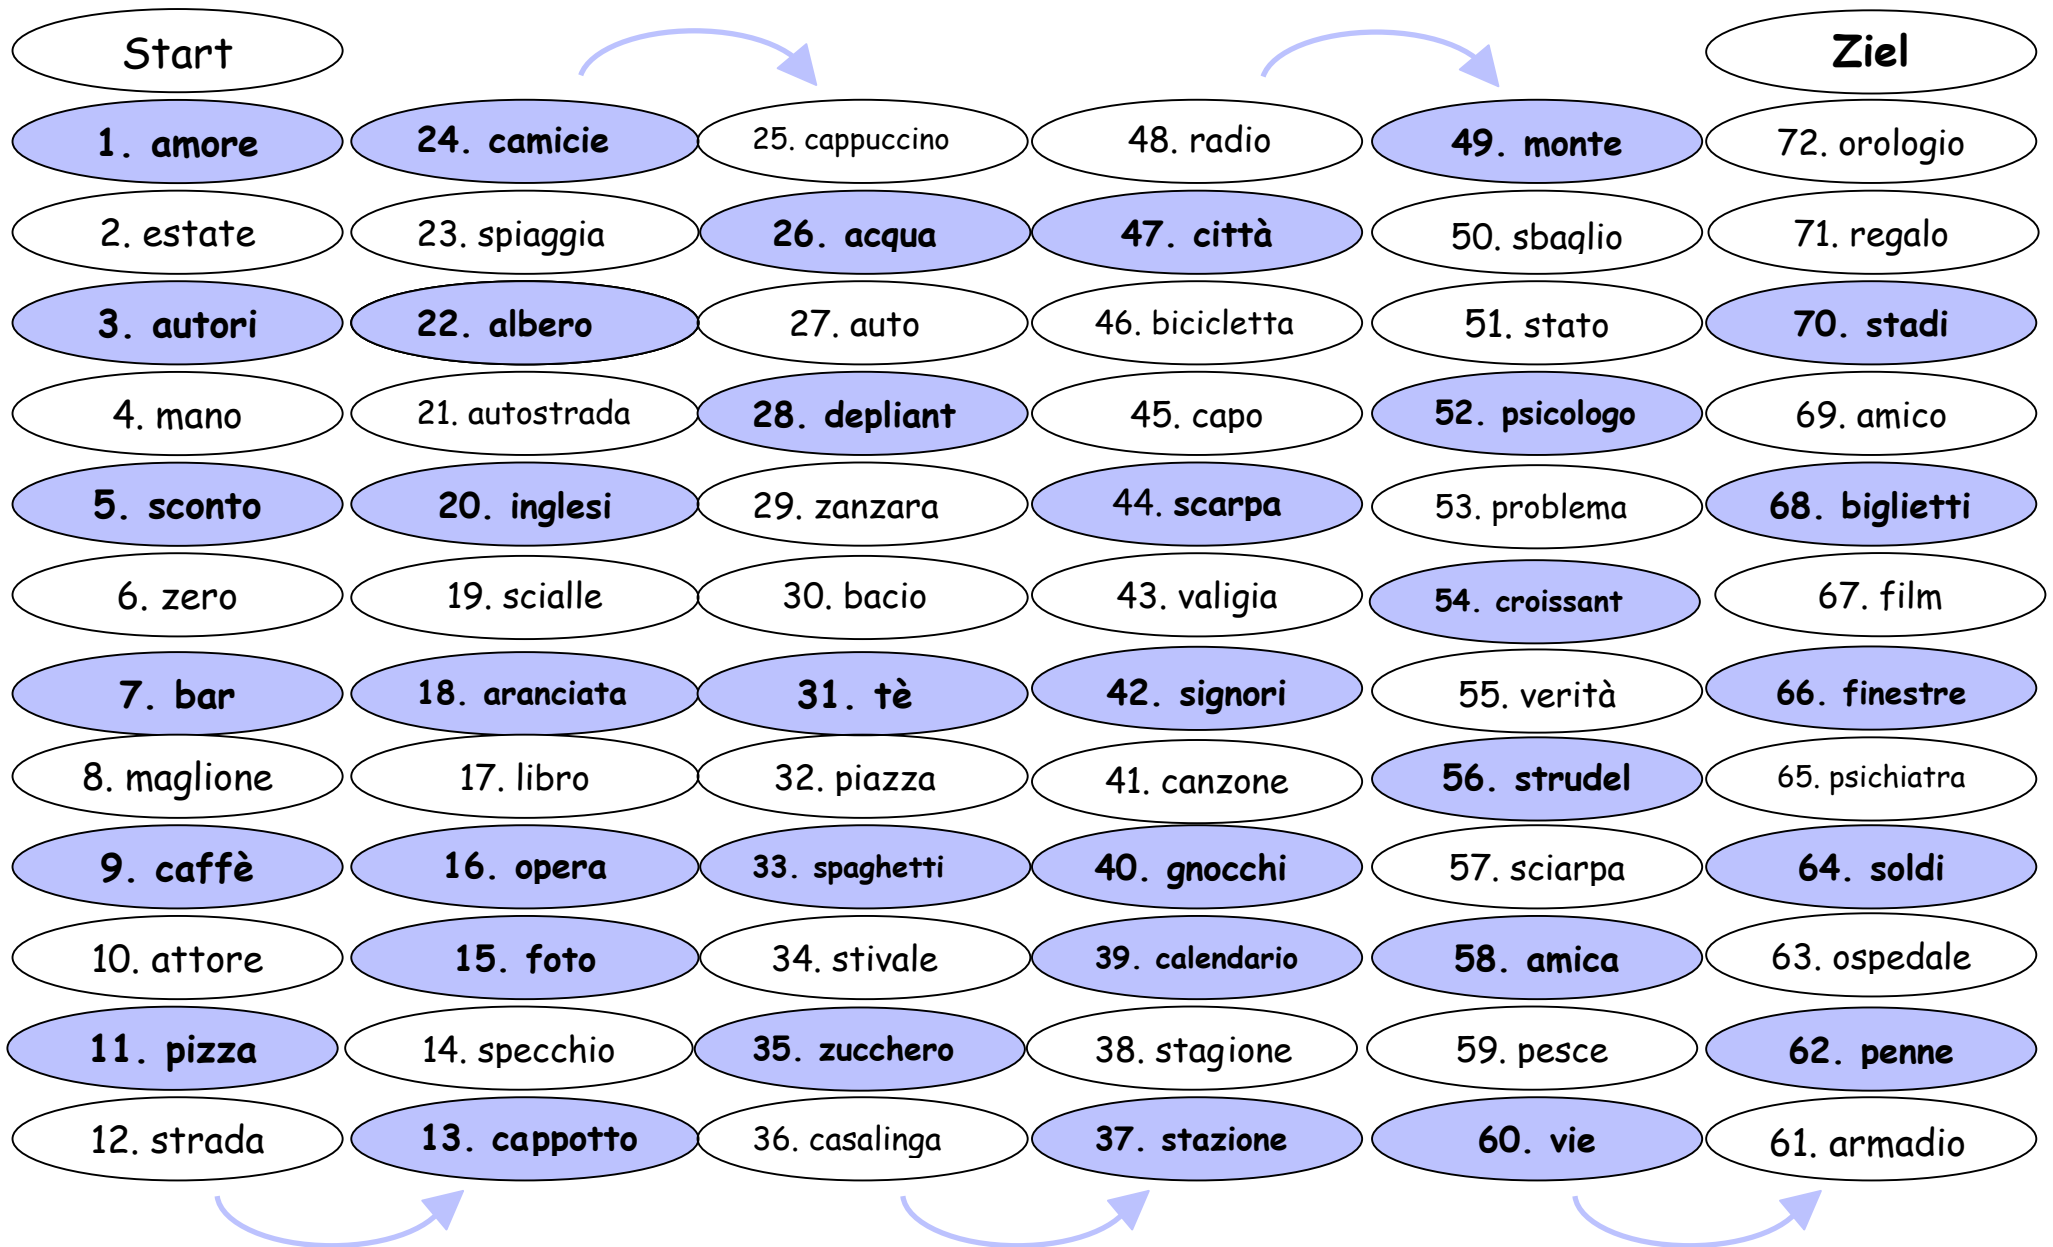 Start
1. amore
2. estate
3. autori
4. mano
5. sconto
6. zero
7. bar
8. maglione
9. caffè
10. attore
11. pizza
12. strada
13. cappotto
14. specchio
15. foto
16. opera
17. libro
18. aranciata
19. scialle
20. inglesi
21. autostrada
22. albero
23. spiaggia
24. camicie
25. cappuccino
26. acqua
27. auto
28. depliant
29. zanzara
30. bacio
31. tè
32. piazza
33. spaghetti
34. stivale
35. zucchero
36. casalinga
37. stazione
38. stagione
39. calendario
40. gnocchi
41. canzone
42. signori
43. valigia
44. scarpa
45. capo
46. bicicletta
47. città
48. radio
49. monte
50. sbaglio
51. stato
52. psicologo
53. problema
54. croissant
55. verità
56. strudel
57. sciarpa
58. amica
59. pesce
60. vie
61. armadio
62. penne
63. ospedale
64. soldi
65. psichiatra
66. finestre
67. film
68. biglietti
69. amico
70. stadi
71. regalo
72. orologio
Ziel